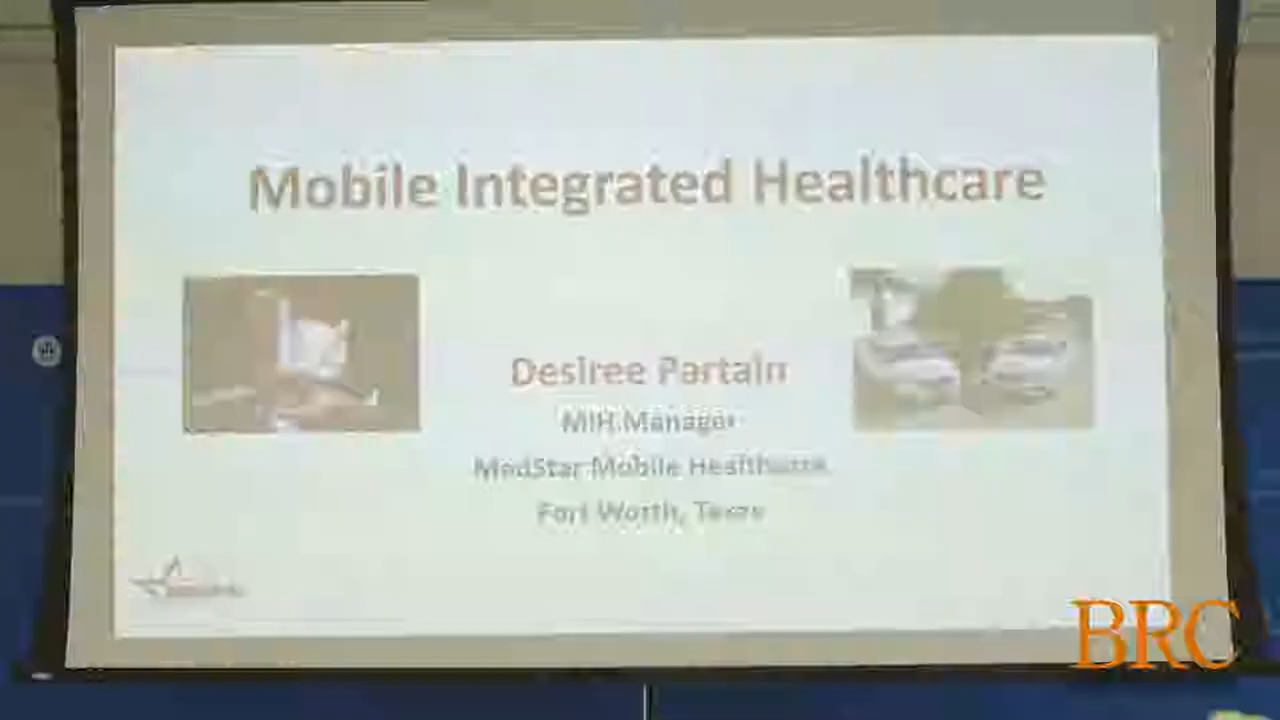 Mobile Integrated Healthcare
Desiree Partain
MIH Manager
MedStar Mobile Healthcare
Fort Worth, Texas
BRC